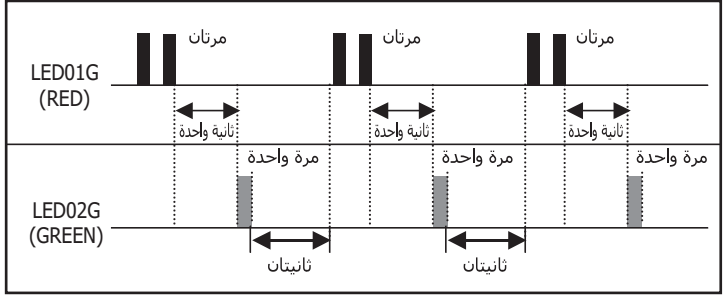 مرتان
مرتان
مرتان
LED01G
(RED)
ثانية واحدة
ثانية واحدة
ثانية واحدة
مرة واحدة
مرة واحدة
مرة واحدة
LED02G
(GREEN)
ثانيتان
ثانيتان